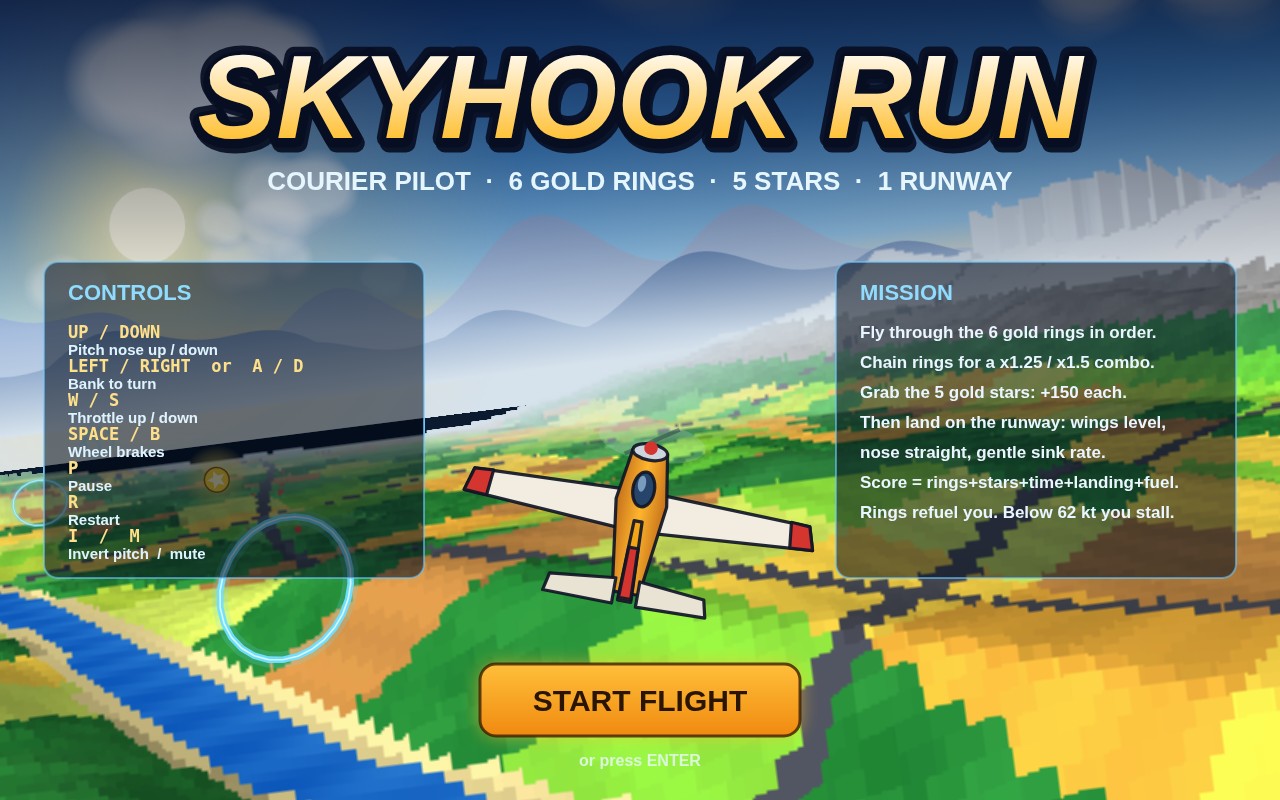 SKYHOOK RUN
COURIER PILOT · 6 GOLD RINGS · 5 STARS · 1 RUNWAY
CONTROLS
UP / DOWN
Pitch nose up / down
LEFT / RIGHT or A / D
Bank to turn
W / S
Throttle up / down
SPACE / B
Wheel brakes
P
Pause
R
Restart
I / M
Invert pitch / mute
MISSION
Fly through the 6 gold rings in order.
Chain rings for a x1.25 / x1.5 combo.
Grab the 5 gold stars: +150 each.
Then land on the runway: wings level,
nose straight, gentle sink rate.
Score = rings+stars+time+landing+fuel.
Rings refuel you. Below 62 kt you stall.
START FLIGHT
or press ENTER